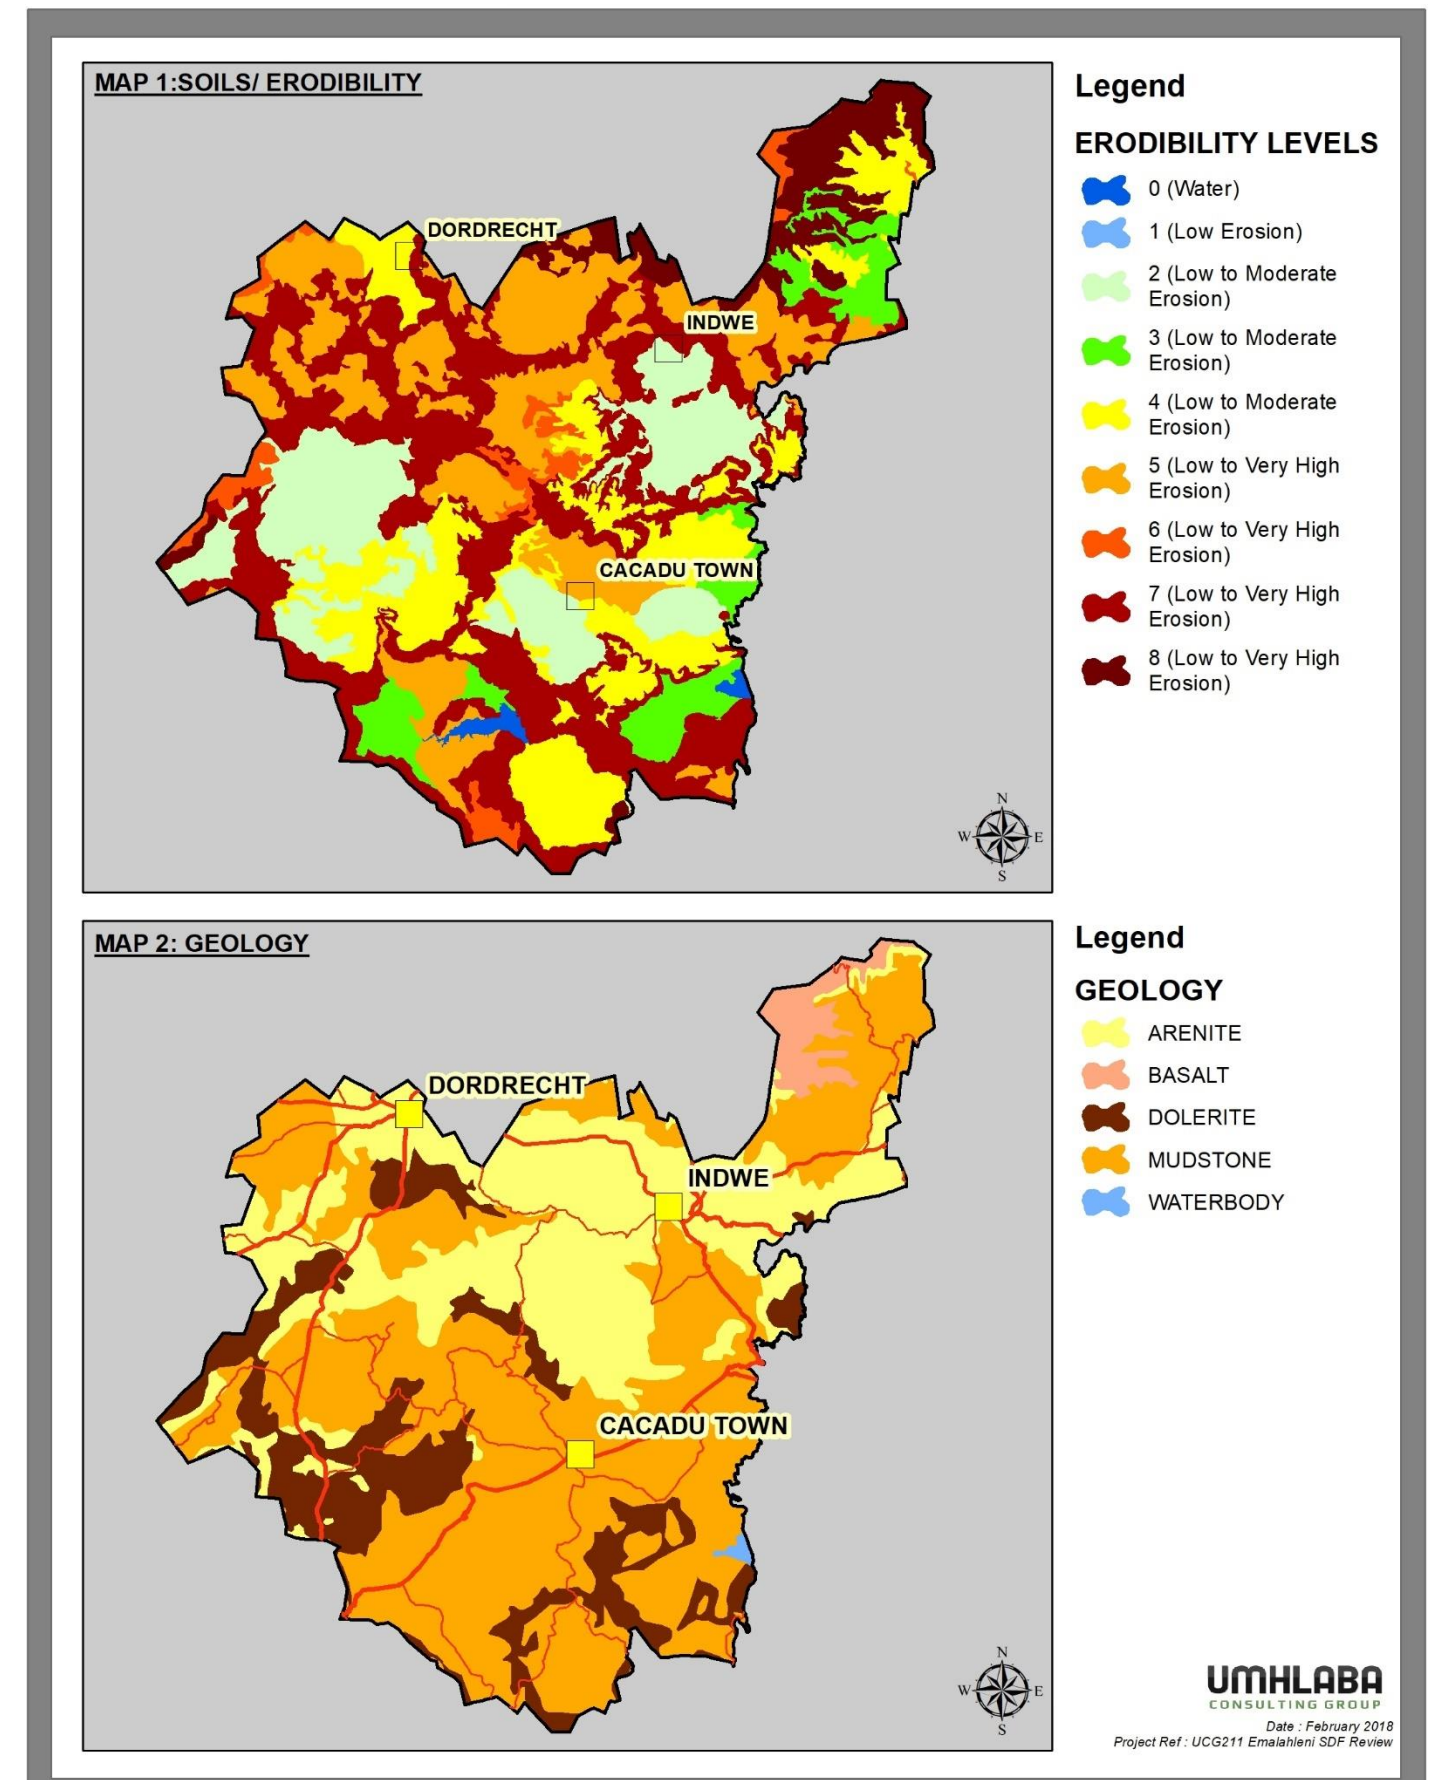 MAP 1:SOILS/ ERODIBILITY
DORDRECHT
INDWE
CACADU TOWN
N
W
E
S
Legend
ERODIBILITY LEVELS
0 (Water)
1 (Low Erosion)
2 (Low to Moderate
Erosion)
3 (Low to Moderate
Erosion)
4 (Low to Moderate
Erosion)
5 (Low to Very High
Erosion)
6 (Low to Very High
Erosion)
7 (Low to Very High
Erosion)
8 (Low to Very High
Erosion)
MAP 2: GEOLOGY
DORDRECHT
INDWE
CACADU TOWN
N
W
E
S
Legend
GEOLOGY
ARENITE
BASALT
DOLERITE
MUDSTONE
WATERBODY
UMHLABA
CONSULTING GROUP
Date : February 2018
Project Ref : UCG211 Emalahleni SDF Review